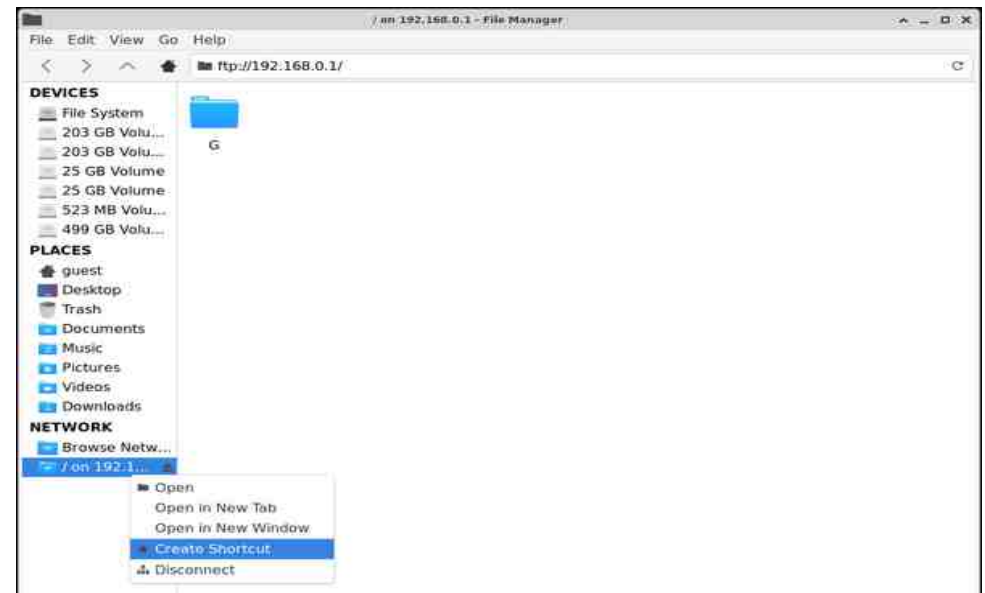 / on 192.168.0.1 - File Manager
File Edit View Go Help
ftp://192.168.0.1/
DEVICES
File System
203 GB Volu...
203 GB Volu...
25 GB Volume
25 GB Volume
523 MB Volu...
499 GB Volu...
PLACES
guest
Desktop
Trash
Documents
Music
Pictures
Videos
Downloads
NETWORK
Browse Netw...
/ on 192.1...
G
Open
Open in New Tab
Open in New Window
Create Shortcut
Disconnect